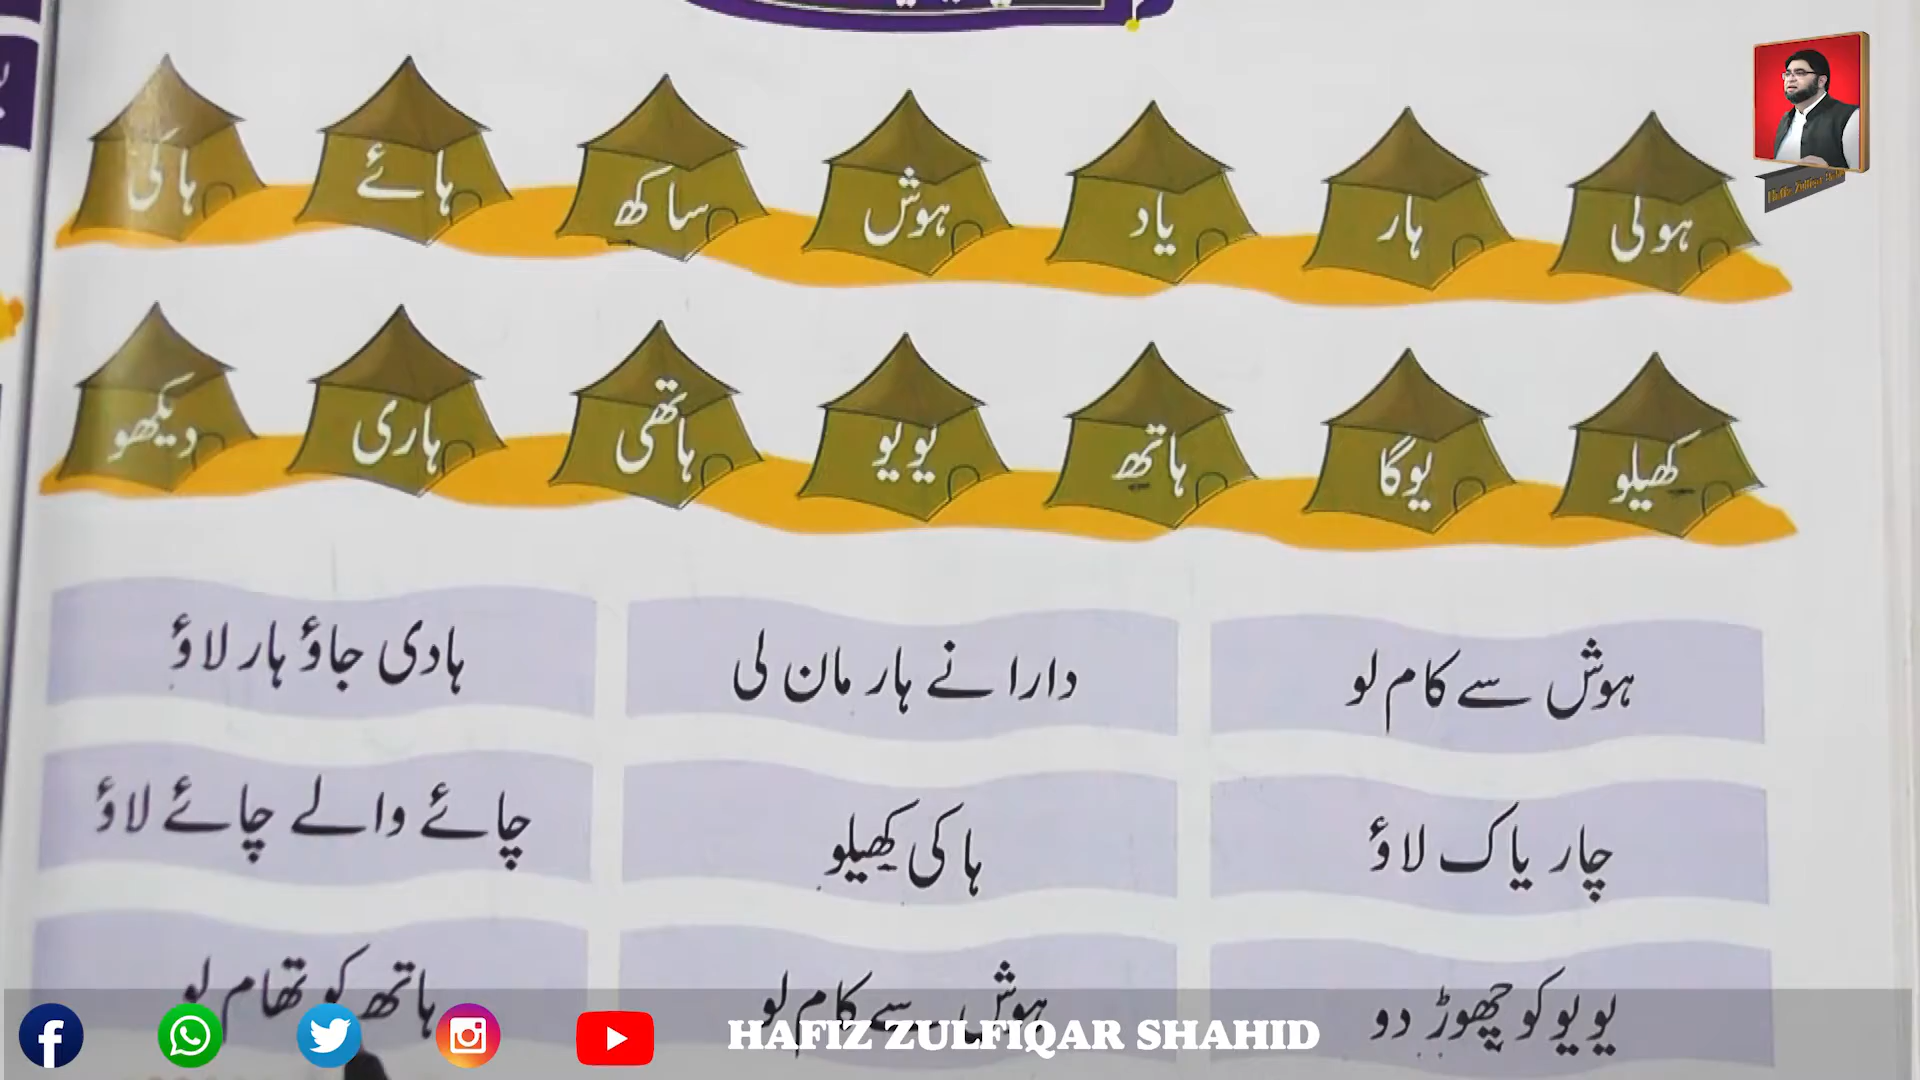 ہولی ہار یاد ہوش ساکھ ہائے ہاکی
کھیلو یوگا ہاتھ یویو ہاتھی ہاری دیکھو
ہوش سے کام لو دارا نے ہار مان لی ہادی جاؤ ہار لاؤ
چار یاک لاؤ ہاکی کھیلو چائے والے چائے لاؤ
یویو کو چھوڑ دو ہوش سے کام لو ہاتھ کو تھام لو
HAFIZ ZULFIQAR SHAHID